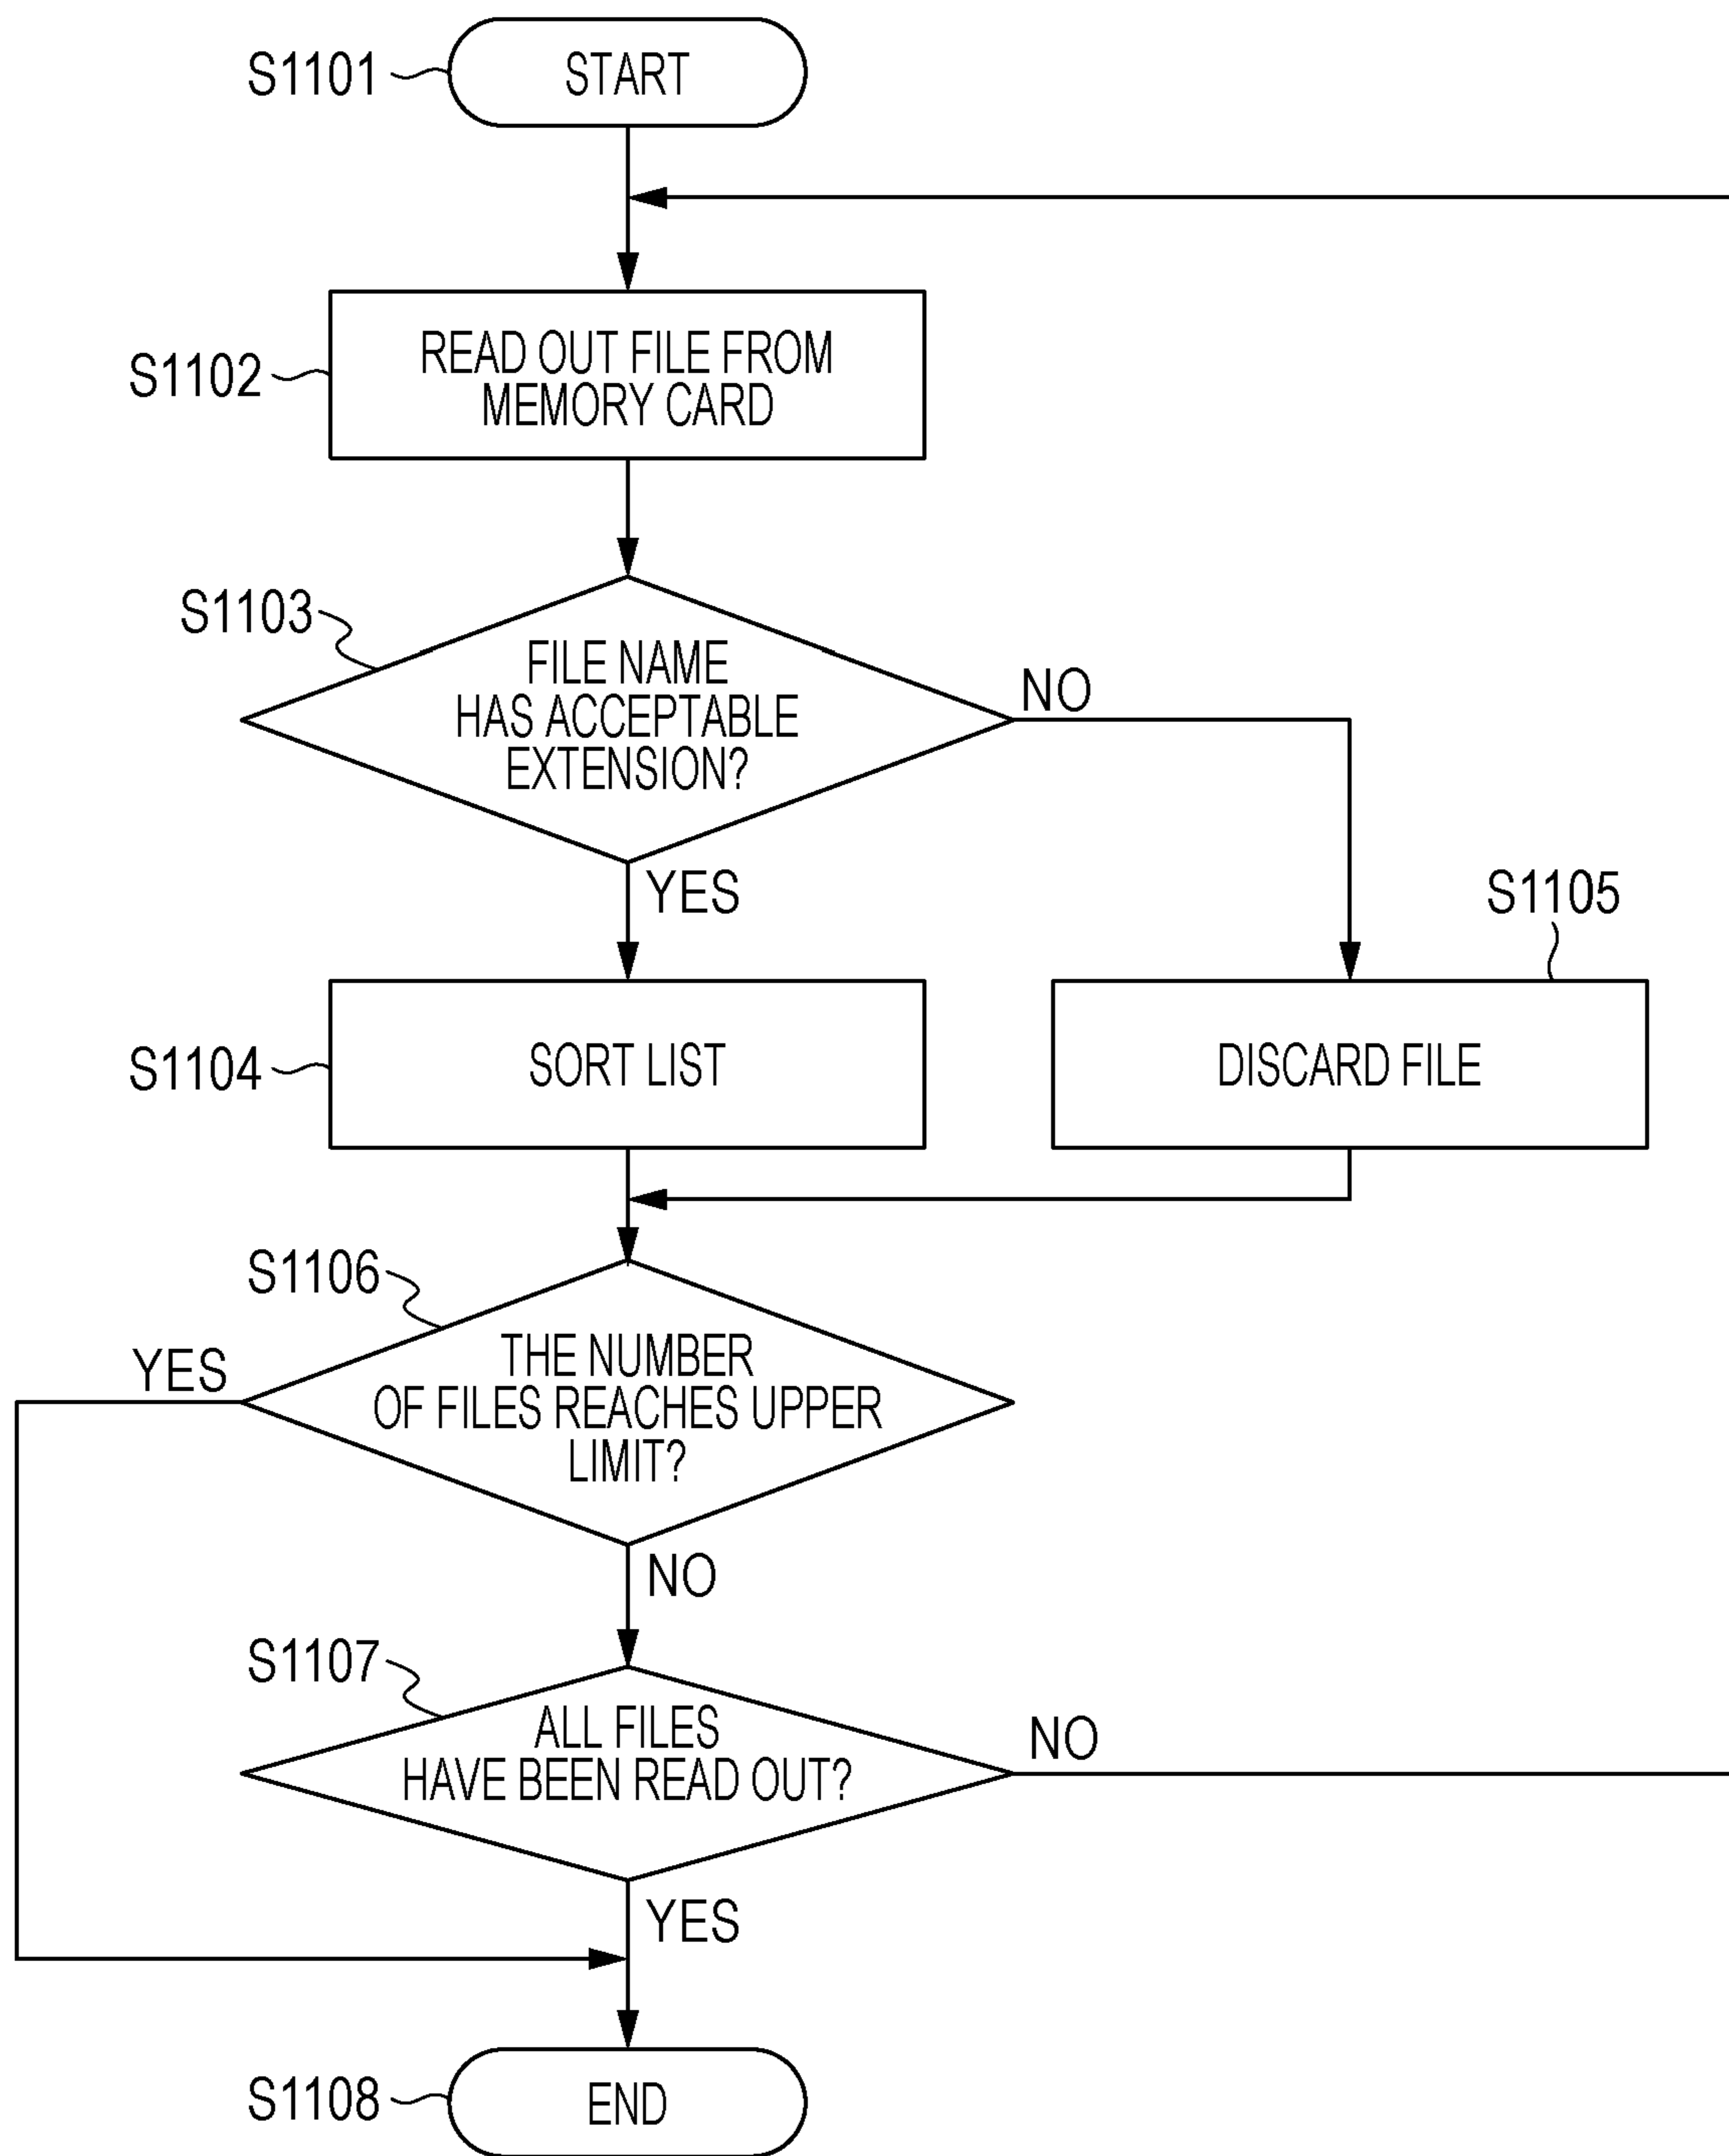 S1101
START
S1102
READ OUT FILE FROM
MEMORY CARD
S1103
FILE NAME
HAS ACCEPTABLE
EXTENSION?
NO
YES
S1105
S1104
SORT LIST
DISCARD FILE
S1106
YES
THE NUMBER
OF FILES REACHES UPPER
LIMIT?
NO
S1107
ALL FILES
HAVE BEEN READ OUT?
NO
YES
S1108
END